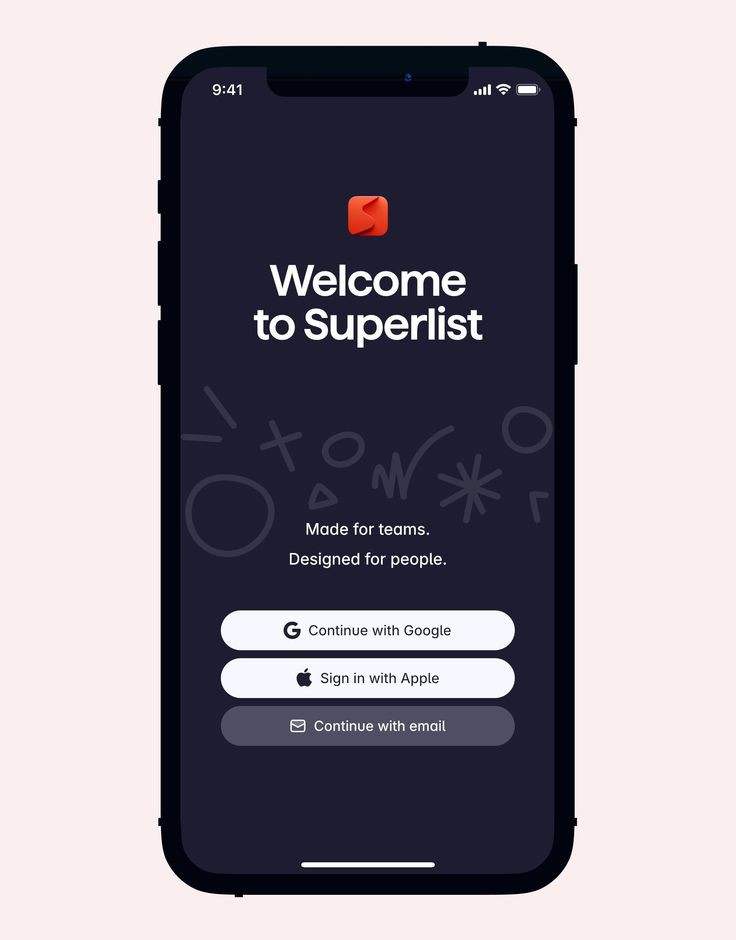 9:41
Welcome
to Superlist
Made for teams.
Designed for people.
Continue with Google
Sign in with Apple
Continue with email